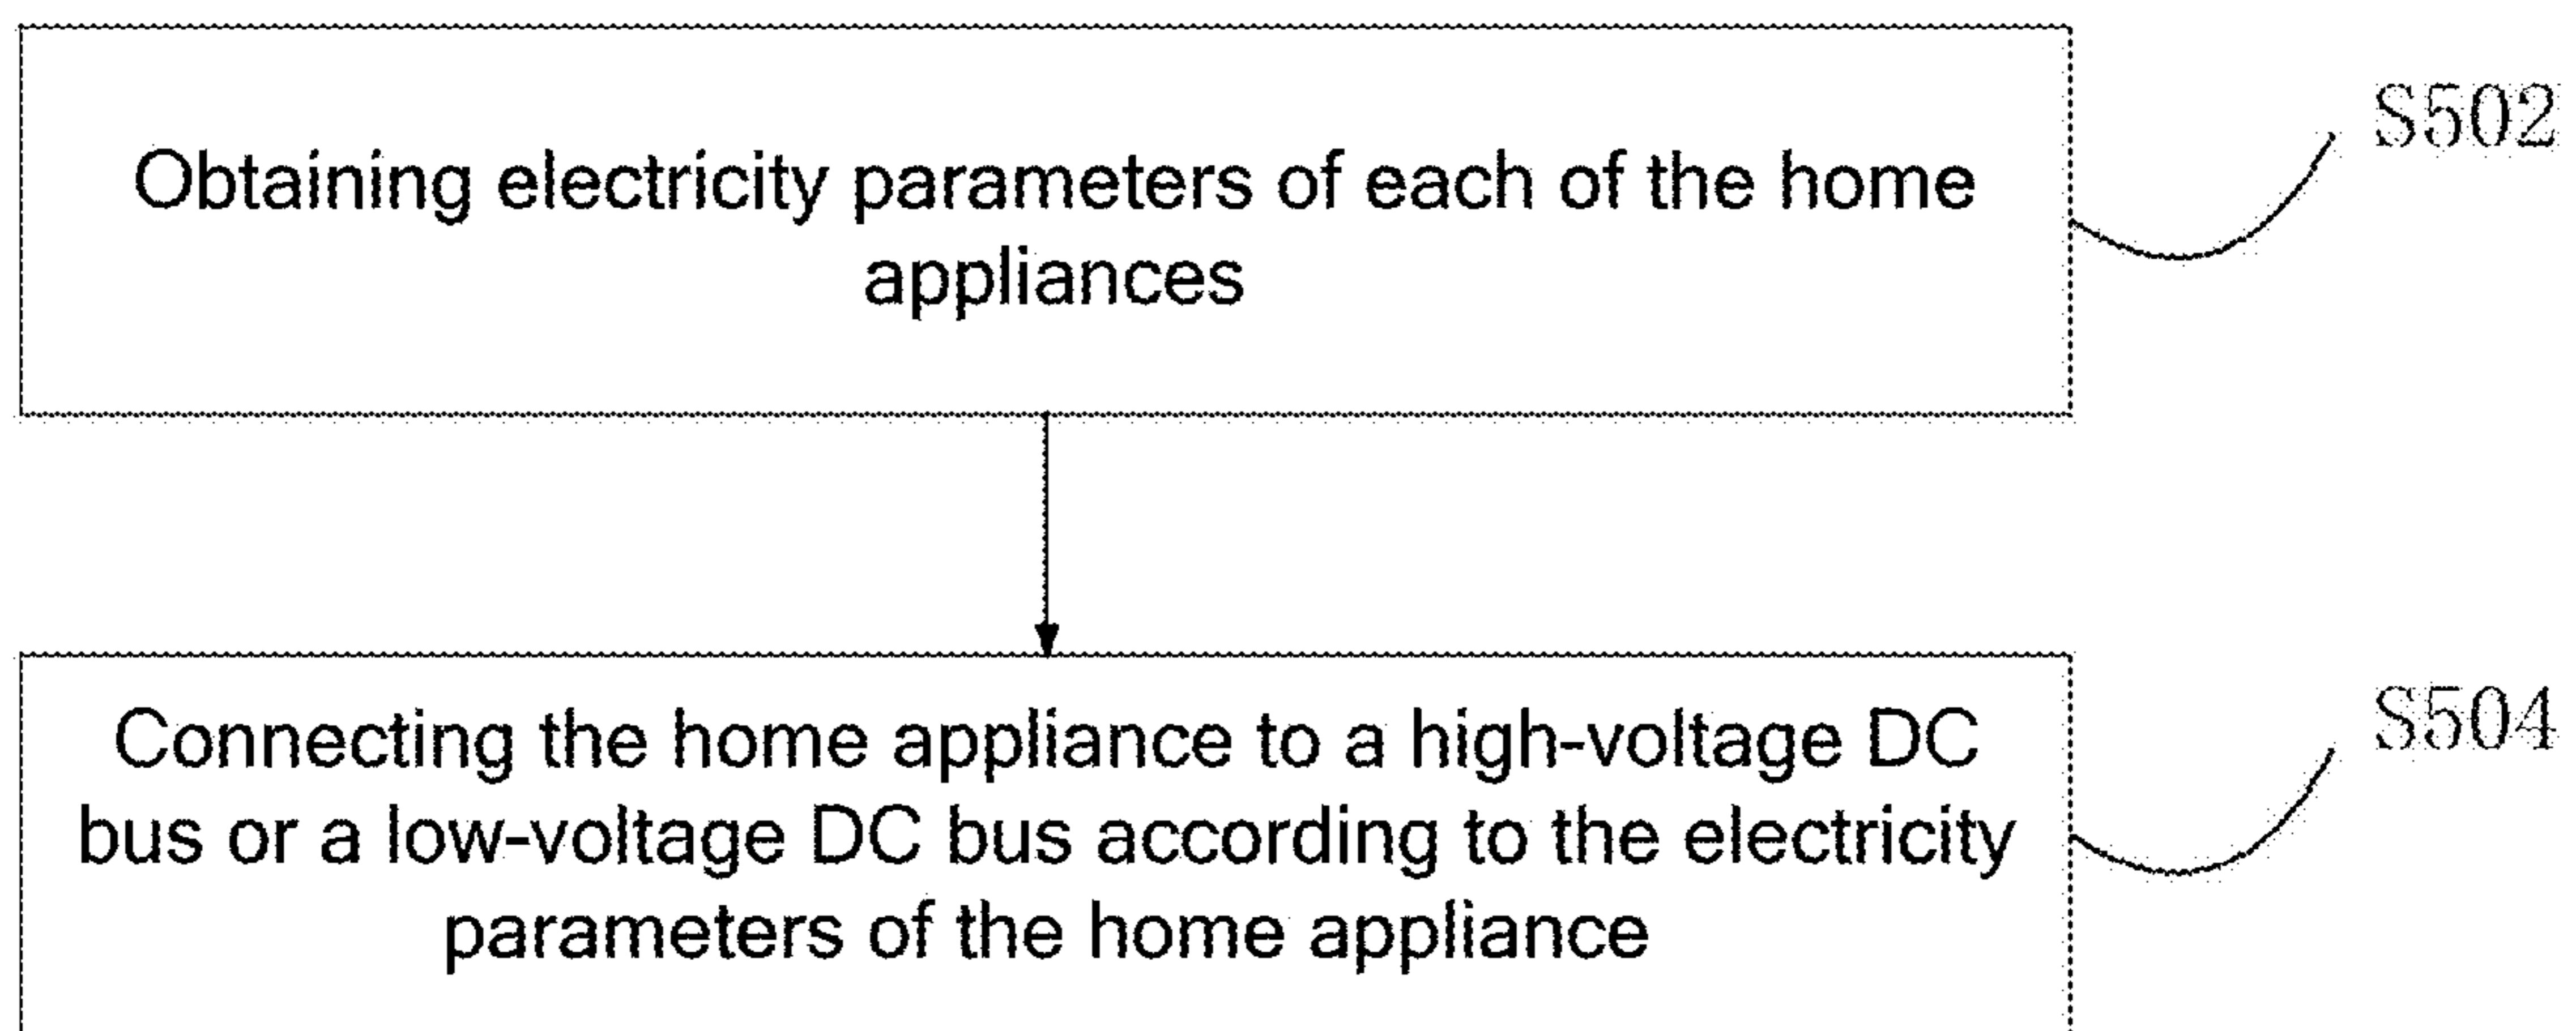 Obtaining electricity parameters of each of the home
appliances
S502
Connecting the home appliance to a high-voltage DC
bus or a low-voltage DC bus according to the electricity
parameters of the home appliance
S504